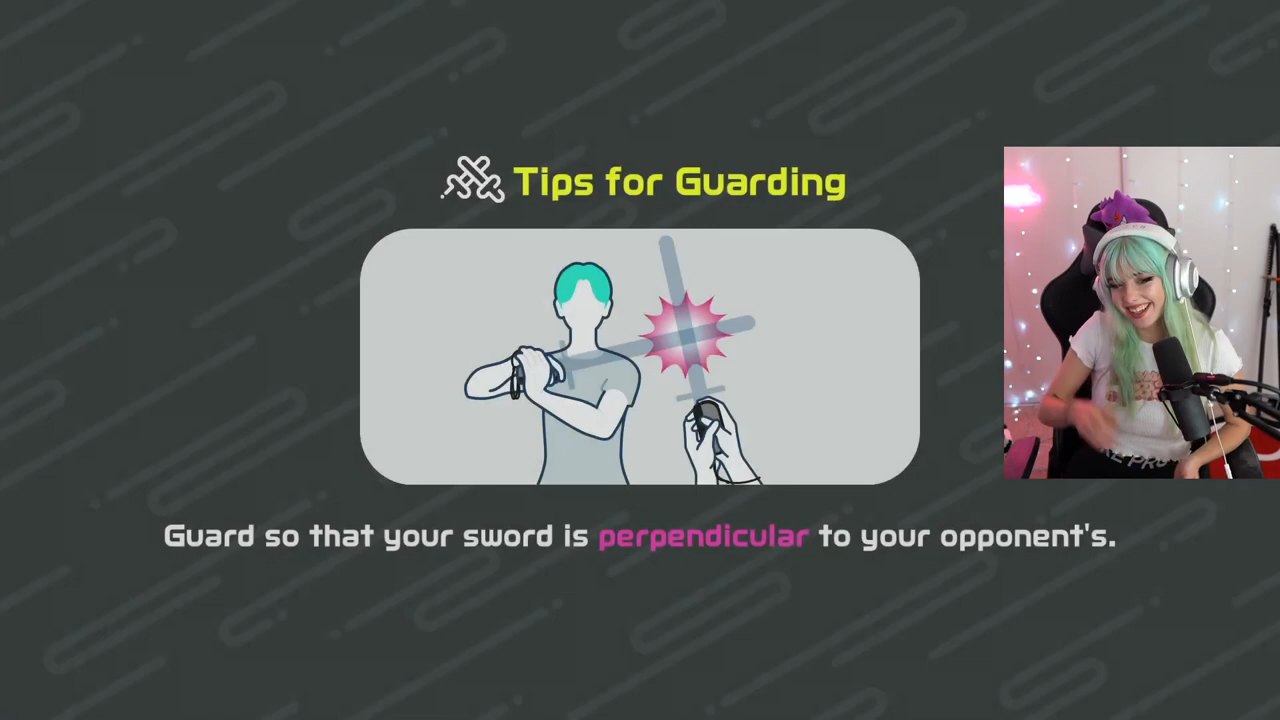 Tips for Guarding
Guard so that your sword is perpendicular to your opponent's.